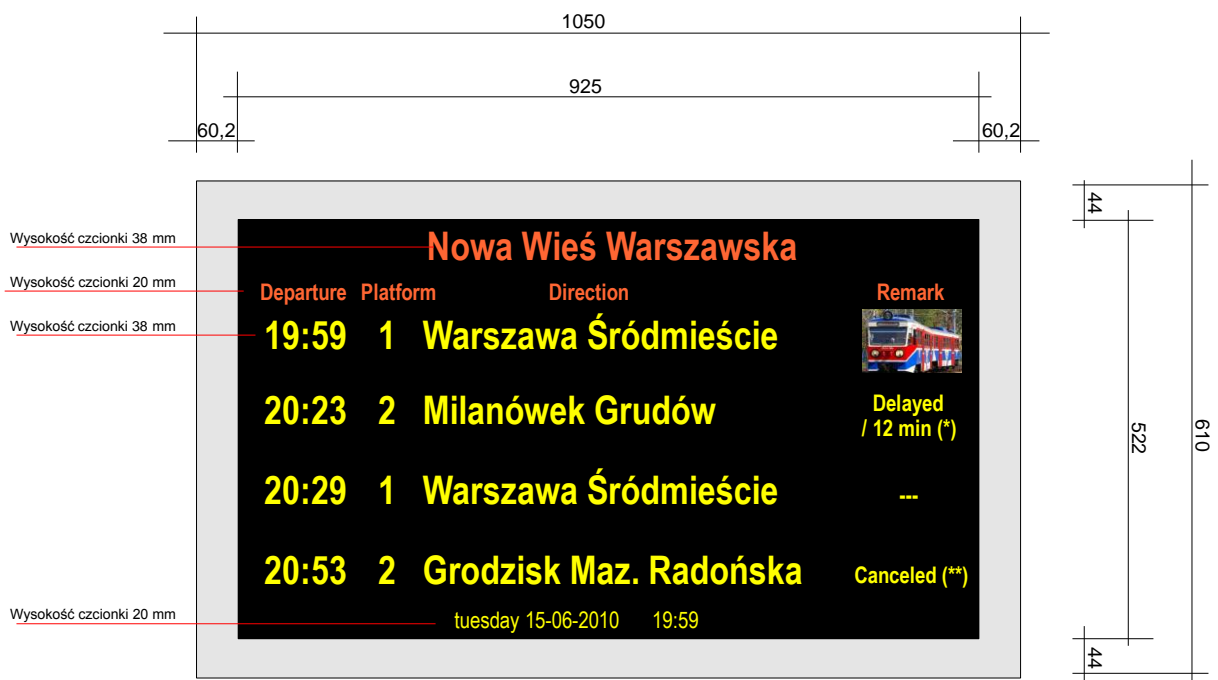 1050
925
60,2 60,2
44
Wysokość czcionki 38 mm
Nowa Wieś Warszawska
Wysokość czcionki 20 mm
Departure Platform Direction Remark
Wysokość czcionki 38 mm
19:59 1 Warszawa Śródmieście
20:23 2 Milanówek Grudów Delayed
/ 12 min (*)
522
610
20:29 1 Warszawa Śródmieście ---
20:53 2 Grodzisk Maz. Radońska Canceled (**)
Wysokość czcionki 20 mm
tuesday 15-06-2010 19:59
44